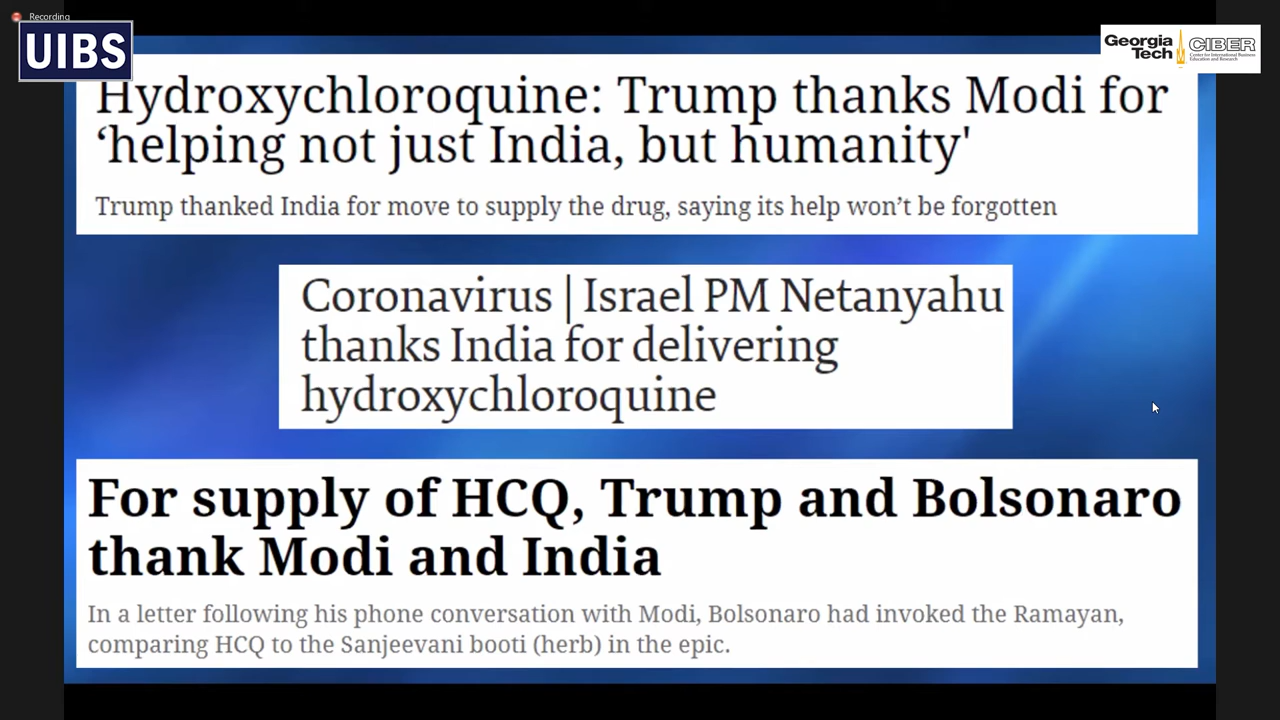 Recording
UIBS
Georgia
Tech
CIBER
Center for International Business
Education and Research
Hydroxychloroquine: Trump thanks Modi for
‘helping not just India, but humanity'
Trump thanked India for move to supply the drug, saying its help won’t be forgotten
Coronavirus | Israel PM Netanyahu
thanks India for delivering
hydroxychloroquine
For supply of HCQ, Trump and Bolsonaro
thank Modi and India
In a letter following his phone conversation with Modi, Bolsonaro had invoked the Ramayan,
comparing HCQ to the Sanjeevani booti (herb) in the epic.